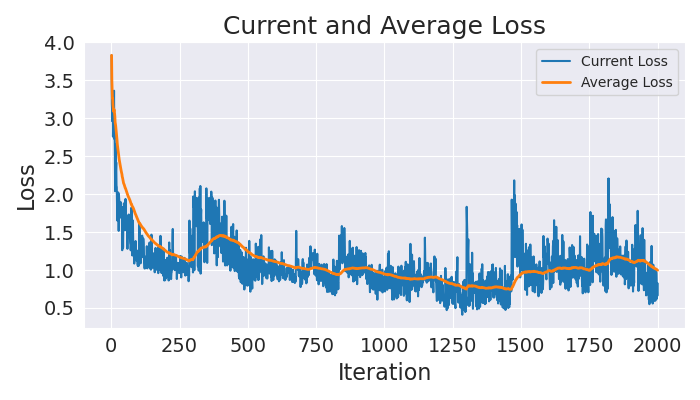 Current and Average Loss
Current Loss
Average Loss
Loss
4.0
3.5
3.0
2.5
2.0
1.5
1.0
0.5
0 250 500 750 1000 1250 1500 1750 2000
Iteration